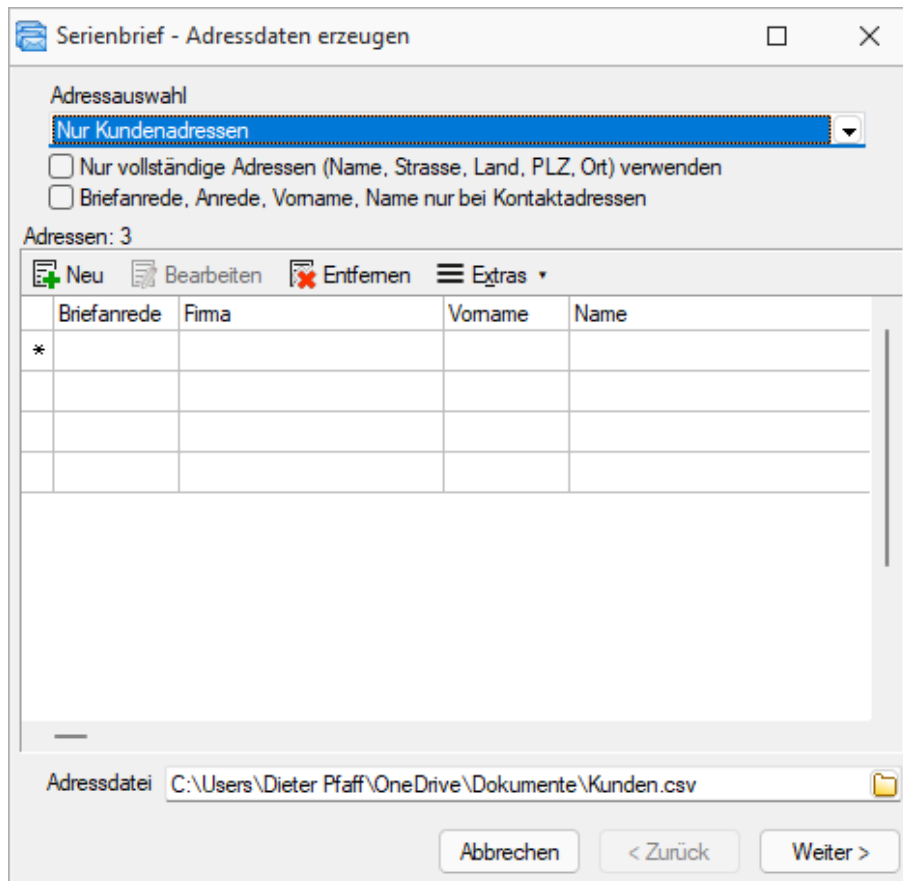 Serienbrief - Adressdaten erzeugen
Adressauswahl
Nur Kundenadressen
Nur vollständige Adressen (Name, Strasse, Land, PLZ, Ort) verwenden
Briefanrede, Anrede, Vorname, Name nur bei Kontaktadressen
Adressen: 3
Neu Bearbeiten Entfernen Extras
Briefanrede Firma Vorname Name
*
Adressdatei C:\Users\Dieter Pfaff\OneDrive\Dokumente\Kunden.csv
Abbrechen < Zurück Weiter >